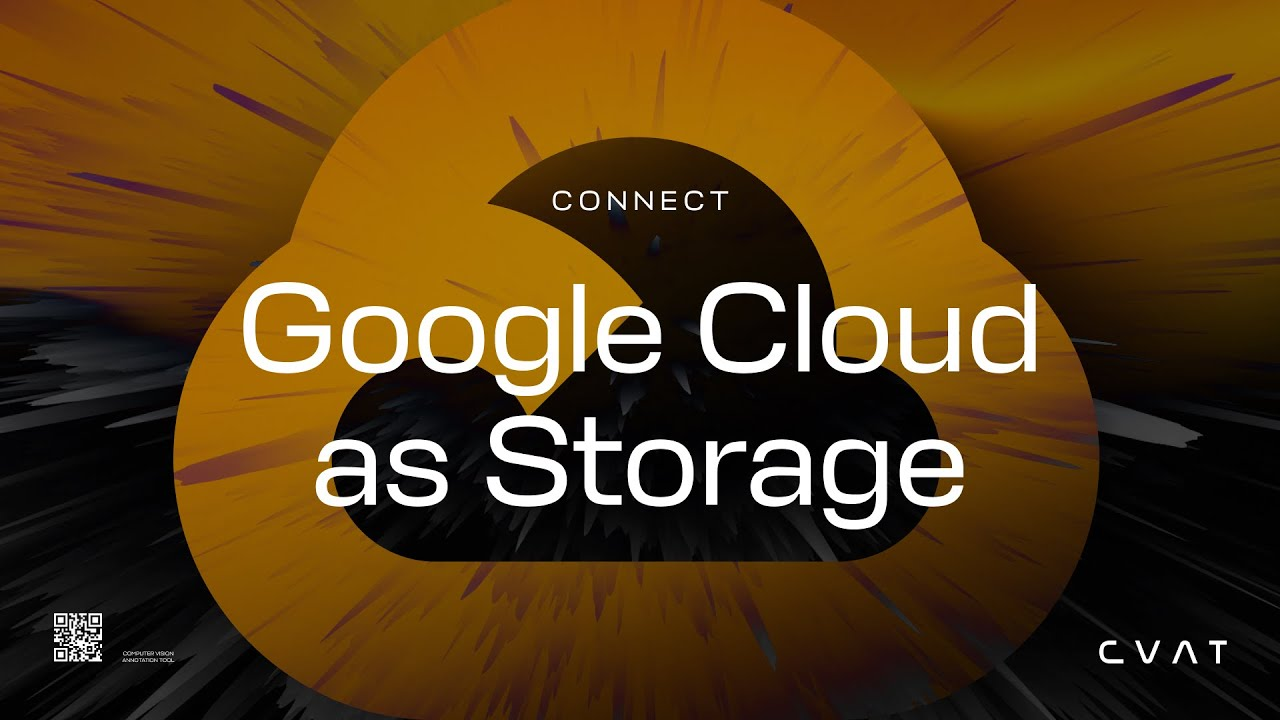 CONNECT
Google Cloud
as Storage
COMPUTER VISION
ANNOTATION TOOL
CVAT